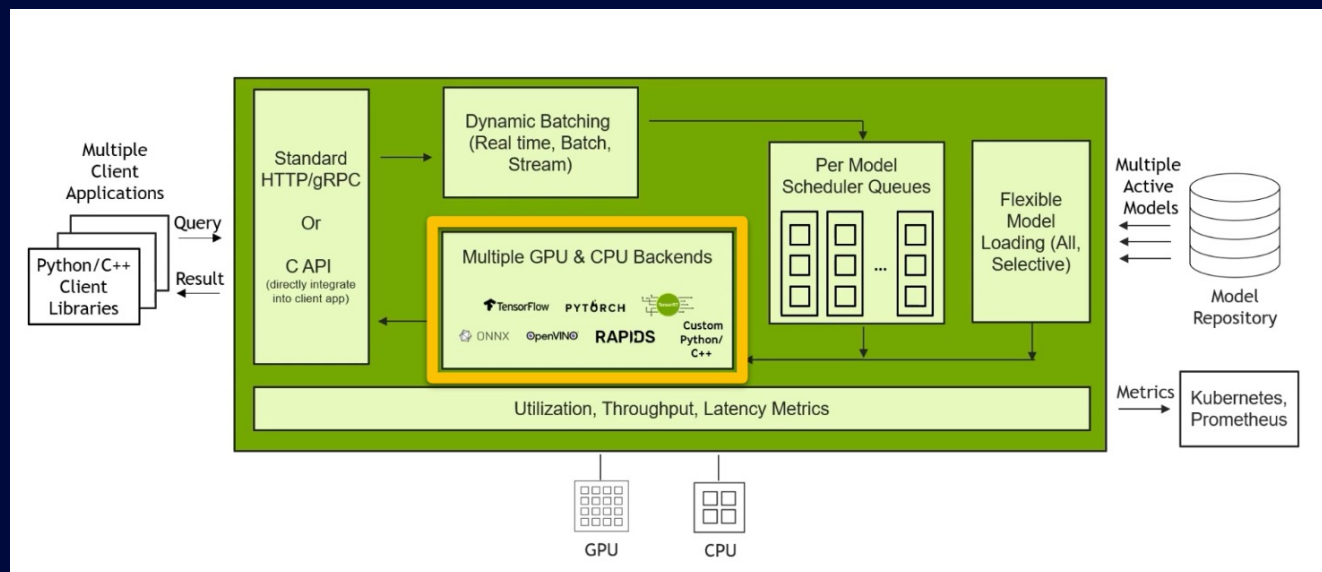 Multiple
Client
Applications
Python/C++
Client
Libraries
Query
Result
Standard
HTTP/gRPC
Or
C API
(directly integrate
into client app)
Dynamic Batching
(Real time, Batch,
Stream)
Multiple GPU & CPU Backends
TensorFlow PYTORCH TensorRT
ONNX OpenVINO RAPIDS Custom
Python/
C++
Per Model
Scheduler Queues
...
Flexible
Model
Loading (All,
Selective)
Multiple
Active
Models
Model
Repository
Utilization, Throughput, Latency Metrics
Metrics
Kubernetes,
Prometheus
GPU
CPU